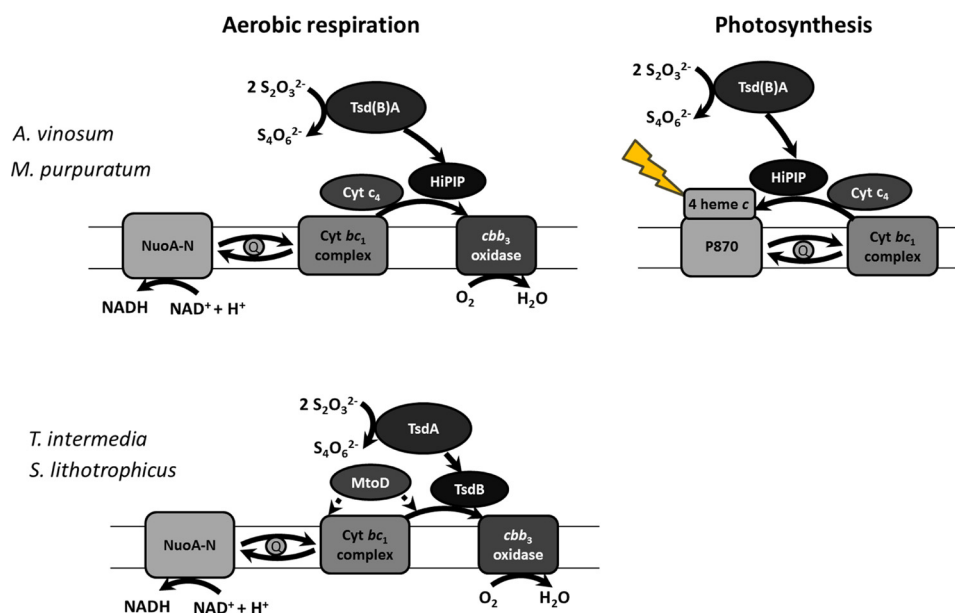 Aerobic respiration
Photosynthesis
A. vinosum
M. purpuratum
2 S₂O₃²⁻
S₄O₆²⁻
Tsd(B)A
HiPIP
Cyt c₄
NuoA-N
Q
Cyt bc₁
complex
cbb₃
oxidase
NADH
NAD⁺ + H⁺
O₂
H₂O
2 S₂O₃²⁻
S₄O₆²⁻
Tsd(B)A
HiPIP
Cyt c₄
4 heme c
P870
Q
Cyt bc₁
complex
T. intermedia
S. lithotrophicus
2 S₂O₃²⁻
S₄O₆²⁻
TsdA
MtoD
TsdB
NuoA-N
Q
Cyt bc₁
complex
cbb₃
oxidase
NADH
NAD⁺ + H⁺
O₂
H₂O